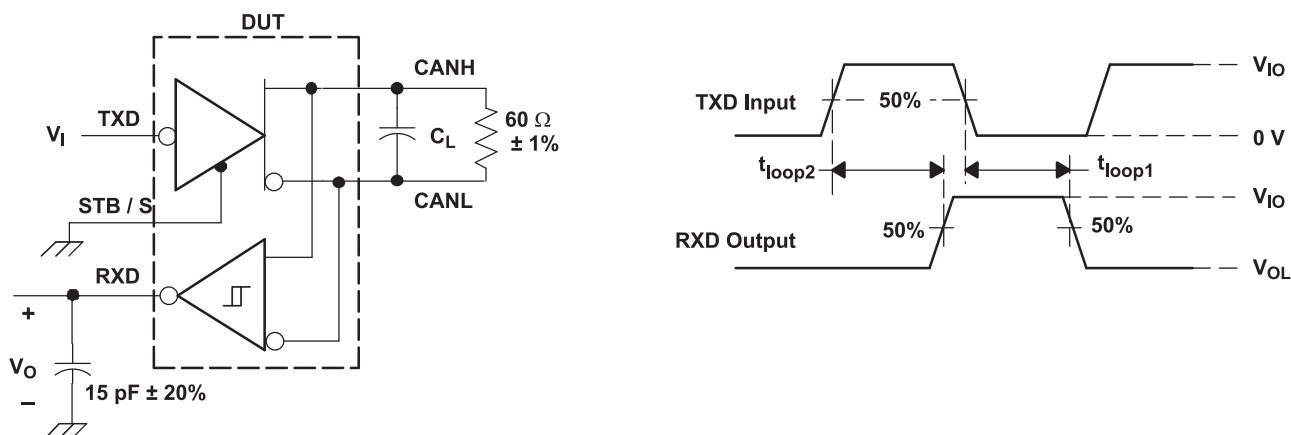 DUT
TXD
V_I
STB / S
RXD
+
V_O
–
15 pF ± 20%
CANH
C_L
60 Ω
± 1%
CANL
TXD Input
50%
V_IO
0 V
t_loop2
t_loop1
RXD Output
50%
50%
V_IO
V_OL